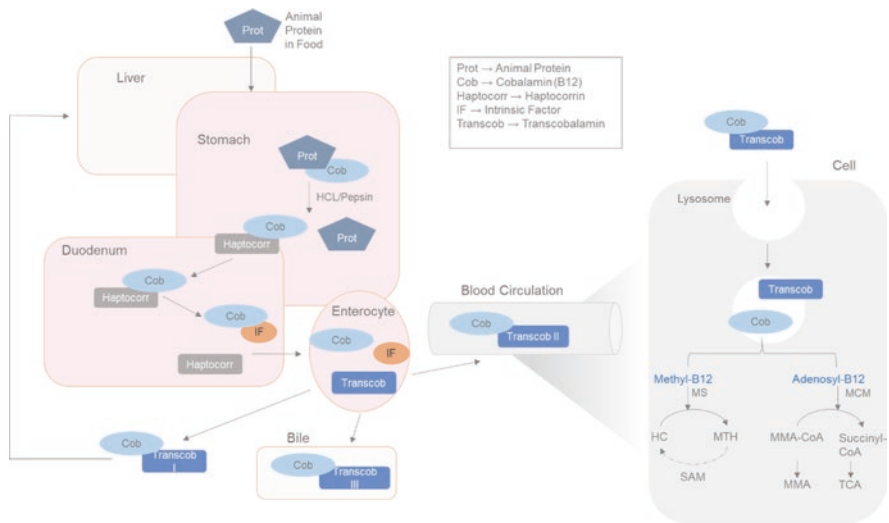 Prot
Animal
Protein
in Food
Liver
Stomach
Prot
Cob
HCL/Pepsin
Cob
Haptocorr
Prot
Duodenum
Cob
Haptocorr
Cob
IF
Haptocorr
Enterocyte
Cob
IF
Transcob
Cob
Transcob
I
Bile
Cob
Transcob
III
Blood Circulation
Cob
Transcob II
Prot → Animal Protein
Cob → Cobalamin (B12)
Haptocorr → Haptocorrin
IF → Intrinsic Factor
Transcob → Transcobalamin
Cob
Transcob
Cell
Lysosome
Transcob
Cob
Methyl-B12
MS
HC
MTH
SAM
Adenosyl-B12
MCM
MMA-CoA
Succinyl-
CoA
MMA
TCA